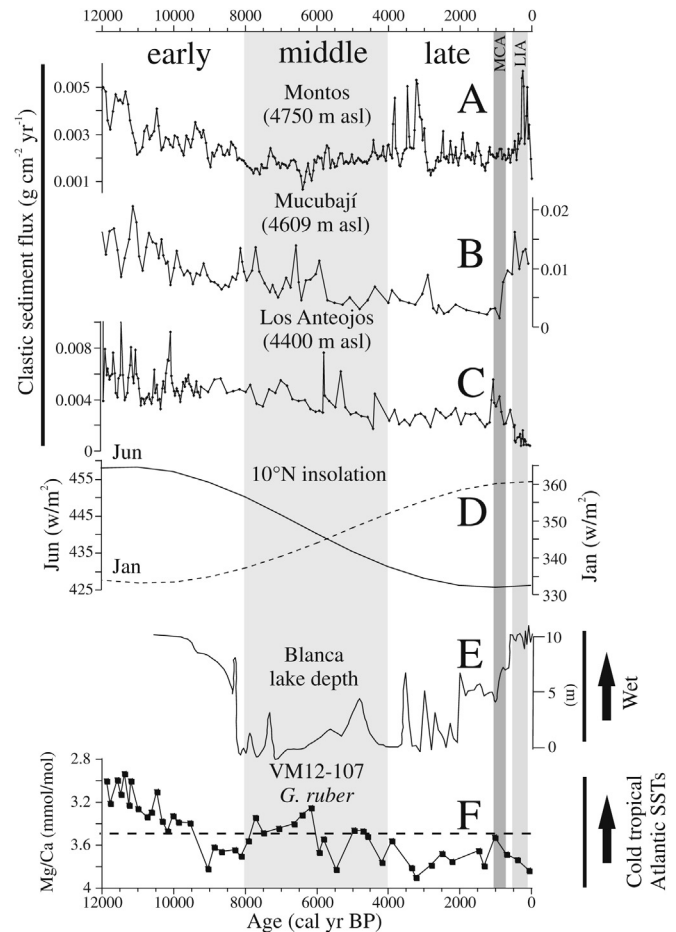 12000 10000 8000 6000 4000 2000 0
early middle late MCA LIA
Clastic sediment flux (g cm⁻² yr⁻¹)
0.005
0.003
0.001
Montos
(4750 m asl)
A
Mucubají
(4609 m asl)
B
0.02
0.01
0
Los Anteojos
(4400 m asl)
C
0.008
0.004
0
Jun
Jun (w/m²)
455
445
435
425
10°N insolation
D
Jan
360
350
340
330
Jan (w/m²)
Blanca
lake depth
E
10
5
0
(m)
Wet
VM12-107
G. ruber
F
Mg/Ca (mmol/mol)
2.8
3.2
3.6
4
Cold tropical
Atlantic SSTs
12000 10000 8000 6000 4000 2000 0
Age (cal yr BP)